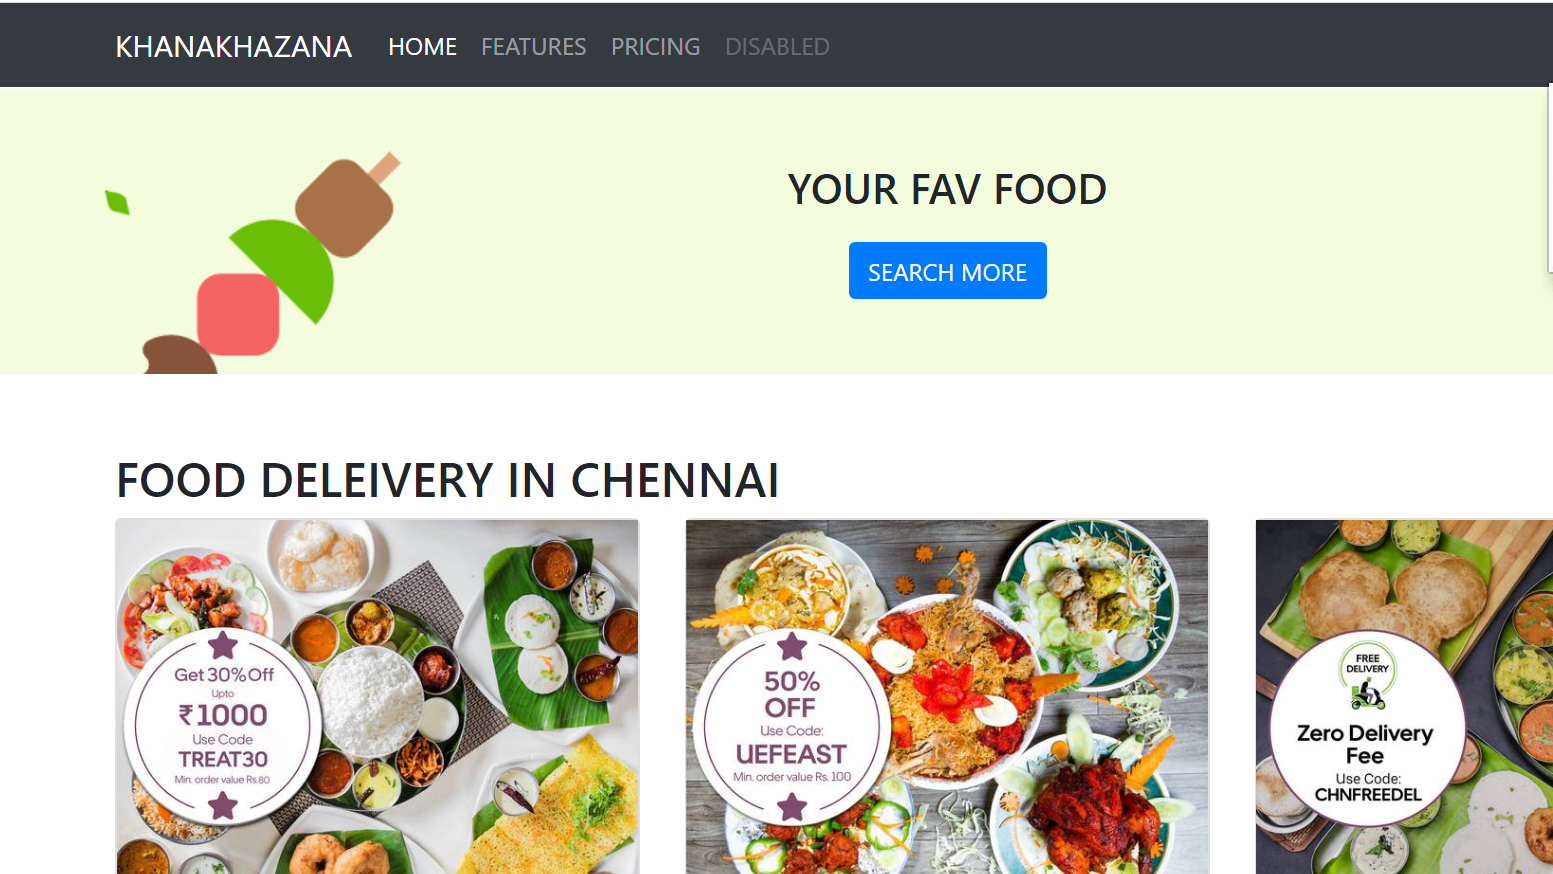 KHANAKHAZANA HOME FEATURES PRICING DISABLED
YOUR FAV FOOD
SEARCH MORE
FOOD DELEIVERY IN CHENNAI
Get 30% Off
Upto
₹1000
Use Code
TREAT30
Min. order value Rs.80
50%
OFF
Use Code:
UEFEAST
Min. order value Rs. 100
FREE
DELIVERY
Zero Delivery
Fee
Use Code:
CHNFREEDEL